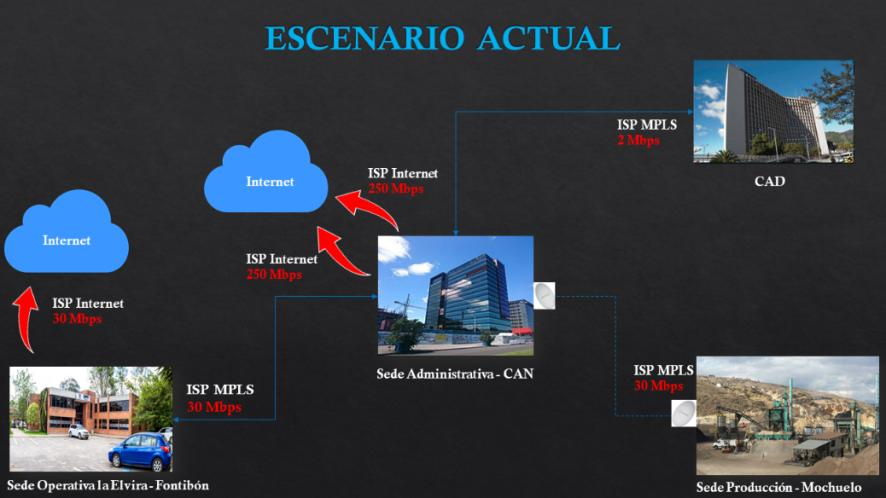 ESCENARIO ACTUAL
ISP MPLS
2 Mbps
CAD
Internet
ISP Internet
250 Mbps
Internet
ISP Internet
250 Mbps
ISP Internet
30 Mbps
Sede Administrativa - CAN
ISP MPLS
30 Mbps
ISP MPLS
30 Mbps
Sede Operativa la Elvira - Fontibón
Sede Producción - Mochuelo